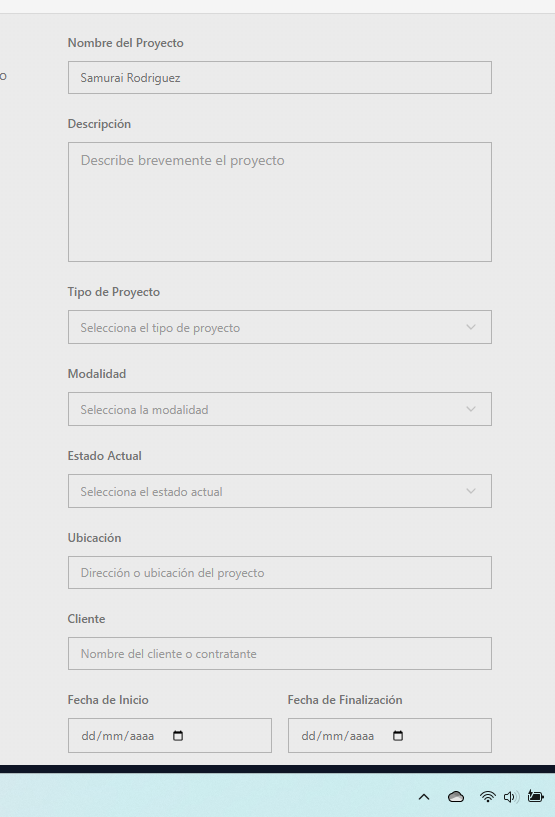 Nombre del Proyecto
Samurai Rodriguez
Descripción
Describe brevemente el proyecto
Tipo de Proyecto
Selecciona el tipo de proyecto
Modalidad
Selecciona la modalidad
Estado Actual
Selecciona el estado actual
Ubicación
Dirección o ubicación del proyecto
Cliente
Nombre del cliente o contratante
Fecha de Inicio
Fecha de Finalización
dd/mm/aaaa
dd/mm/aaaa